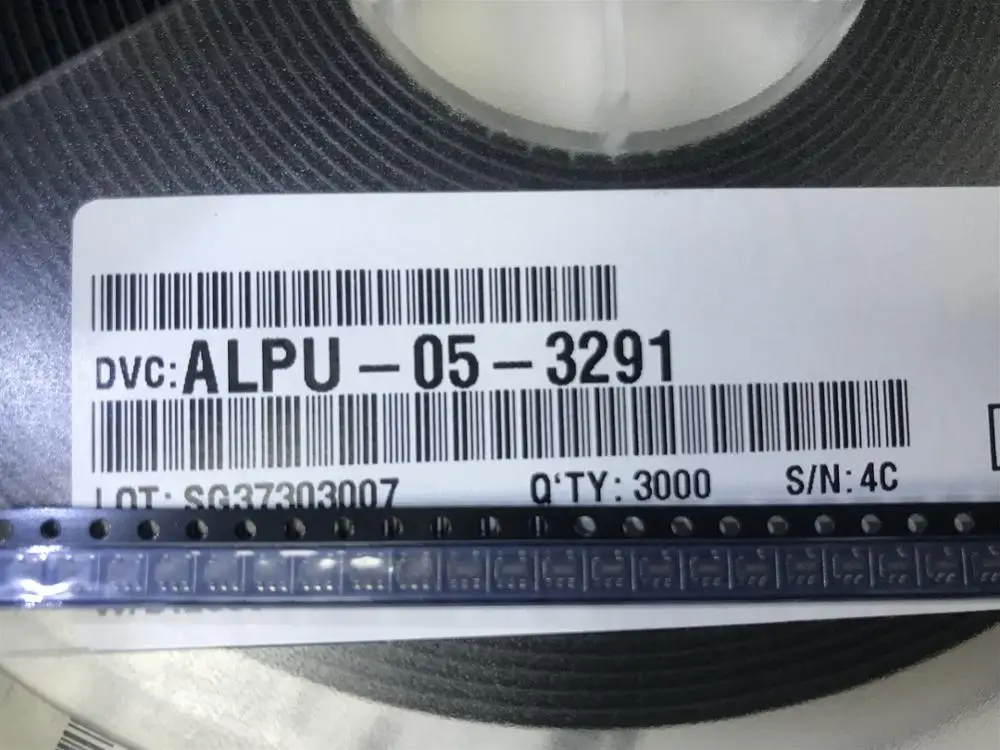 DVC: ALPU-05-3291
LOT: SG37303007 Q'TY: 3000 S/N: 4C